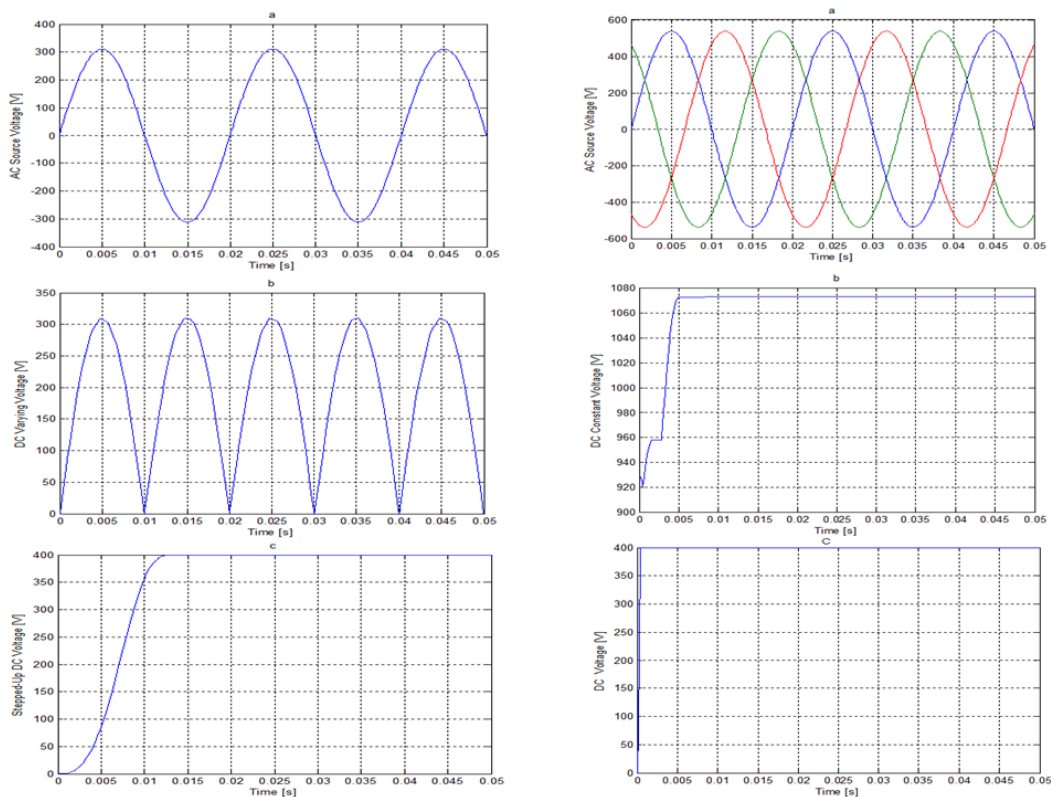 a
400
300
200
100
0
-100
-200
-300
-400
AC Source Voltage [V]
0 0.005 0.01 0.015 0.02 0.025 0.03 0.035 0.04 0.045 0.05
Time [s]
b
350
300
250
200
150
100
50
0
DC Varying Voltage [V]
0 0.005 0.01 0.015 0.02 0.025 0.03 0.035 0.04 0.045 0.05
Time [s]
c
400
350
300
250
200
150
100
50
0
Stepped-Up DC Voltage [V]
0 0.005 0.01 0.015 0.02 0.025 0.03 0.035 0.04 0.045 0.05
Time [s]
a
600
400
200
0
-200
-400
-600
AC Source Voltage [V]
0.005 0.01 0.015 0.02 0.025 0.03 0.035 0.04 0.045 0.05
Time [s]
b
1080
1060
1040
1020
1000
980
960
940
920
900
DC Constant Voltage [V]
0 0.005 0.01 0.015 0.02 0.025 0.03 0.035 0.04 0.045 0.05
Time [s]
C
400
350
300
250
200
150
100
50
0
DC Voltage [V]
0 0.005 0.01 0.015 0.02 0.025 0.03 0.035 0.04 0.045 0.05
Time [s]